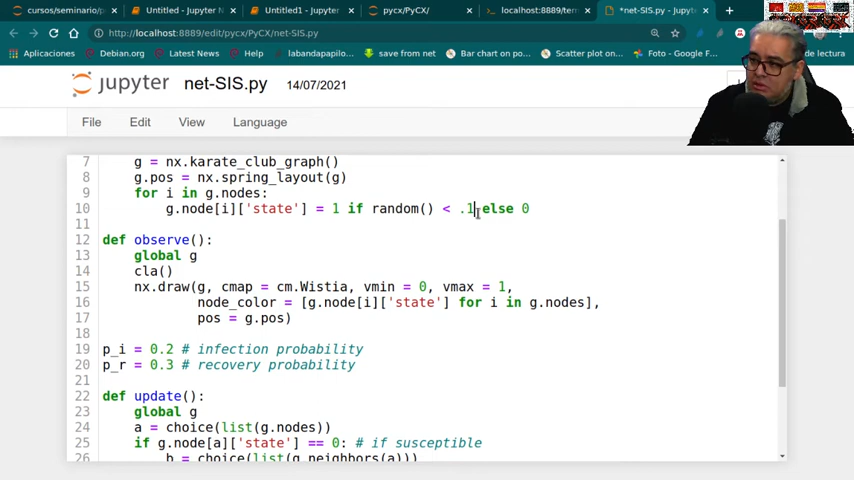 cursos/seminario/p
Untitled - Jupyter N
Untitled1 - Jupyter
pycx/PyCX/
localhost:8889/ter
*net-SIS.py - Jupyte
http://localhost:8889/edit/pycx/PyCX/net-SIS.py
Aplicaciones
Debian.org
Latest News
Help
labandapafolo...
save from net
Bar chart on po...
Scatter plot on...
Foto - Google F...
de lectura
jupyter
net-SIS.py
14/07/2021
File
Edit
View
Language
7 g = nx.karate_club_graph()
8 g.pos = nx.spring_layout(g)
9 for i in g.nodes:
10 g.node[i]['state'] = 1 if random() < .1 else 0
11
12 def observe():
13 global g
14 cla()
15 nx.draw(g, cmap = cm.Wistia, vmin = 0, vmax = 1,
16 node_color = [g.node[i]['state'] for i in g.nodes],
17 pos = g.pos)
18
19 p_i = 0.2 # infection probability
20 p_r = 0.3 # recovery probability
21
22 def update():
23 global g
24 a = choice(list(g.nodes))
25 if g.node[a]['state'] == 0: # if susceptible
26 b = choice(list(g.neighbors(a)))